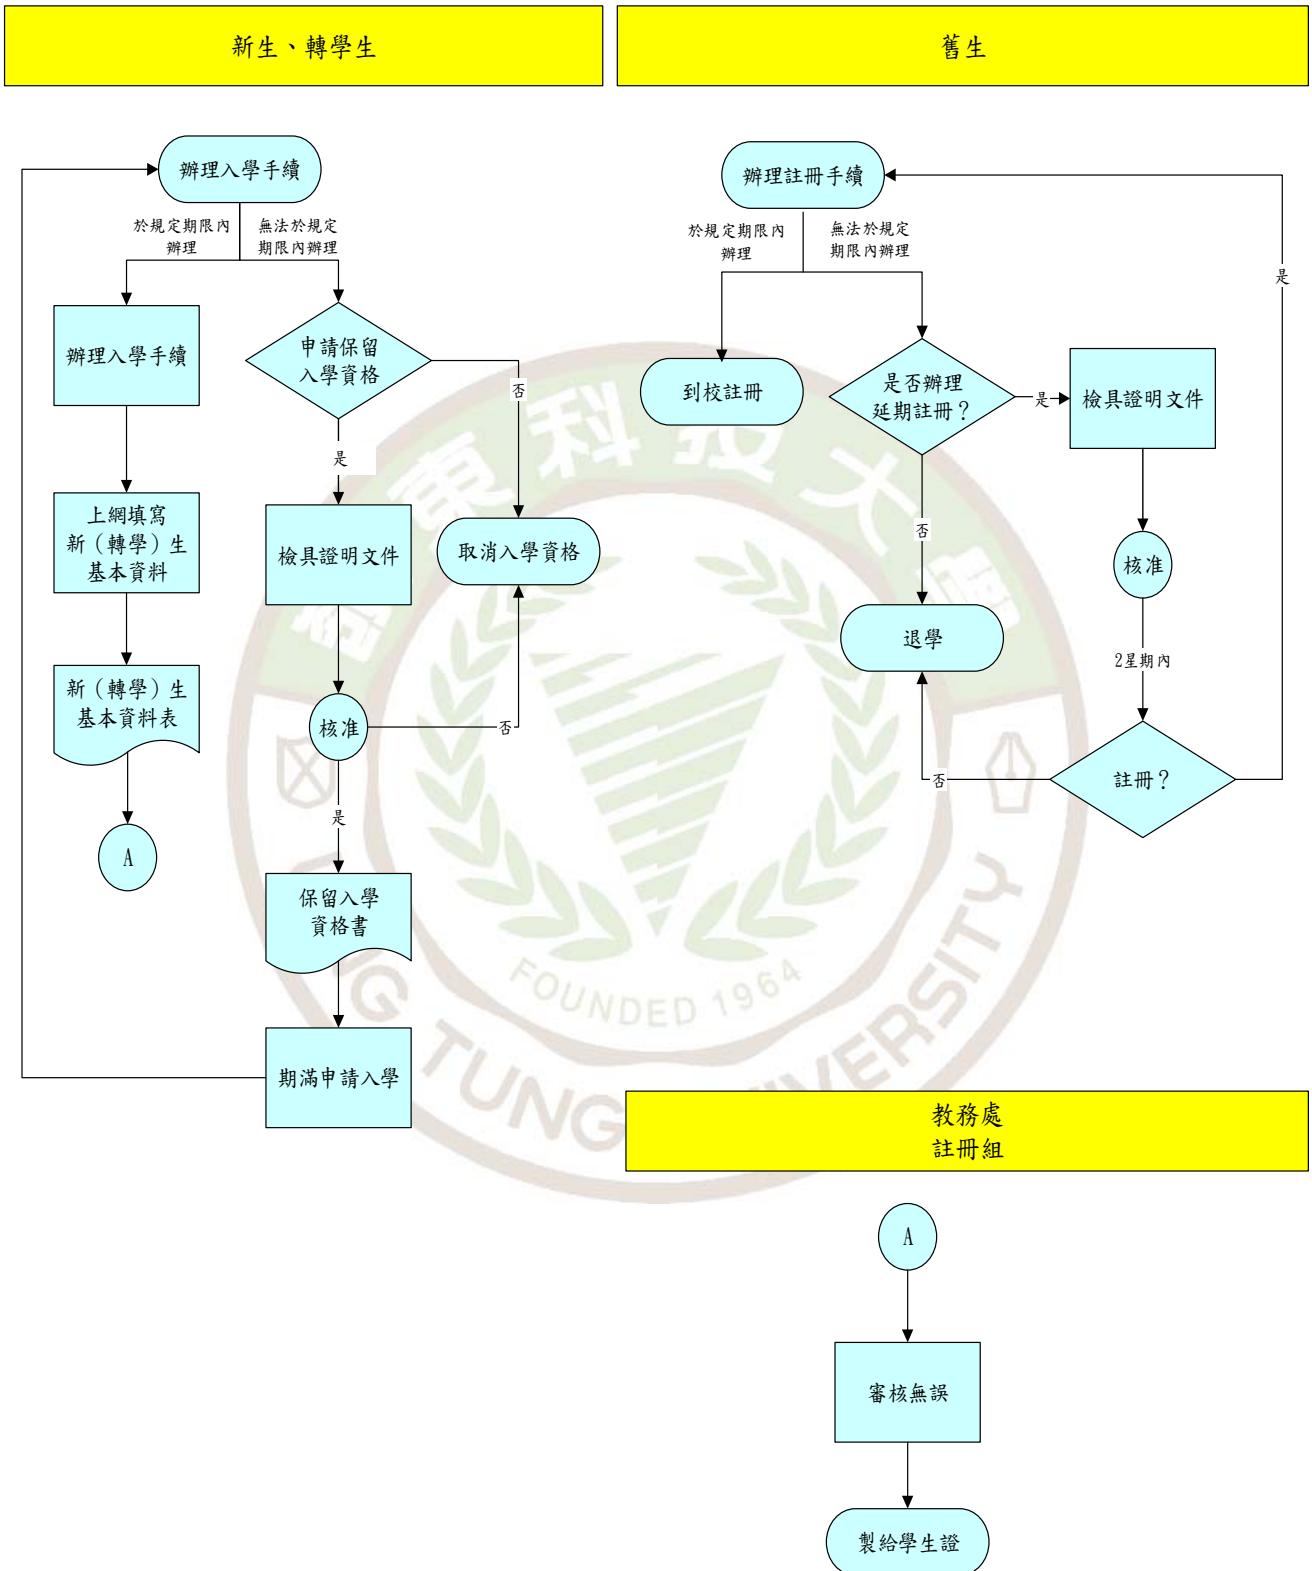 新生、轉學生
舊生
辦理入學手續
於規定期限內
辦理
無法於規定
期限內辦理
辦理入學手續
申請保留
入學資格
否
是
上網填寫
新（轉學）生
基本資料
檢具證明文件
取消入學資格
新（轉學）生
基本資料表
核准
否
是
A
保留入學
資格書
期滿申請入學
辦理註冊手續
於規定期限內
辦理
無法於規定
期限內辦理
是
到校註冊
是否辦理
延期註冊？
是
檢具證明文件
否
核准
退學
2星期內
否
註冊？
教務處
註冊組
A
審核無誤
製給學生證
東科技大學
FOUNDED 1964
TUNG